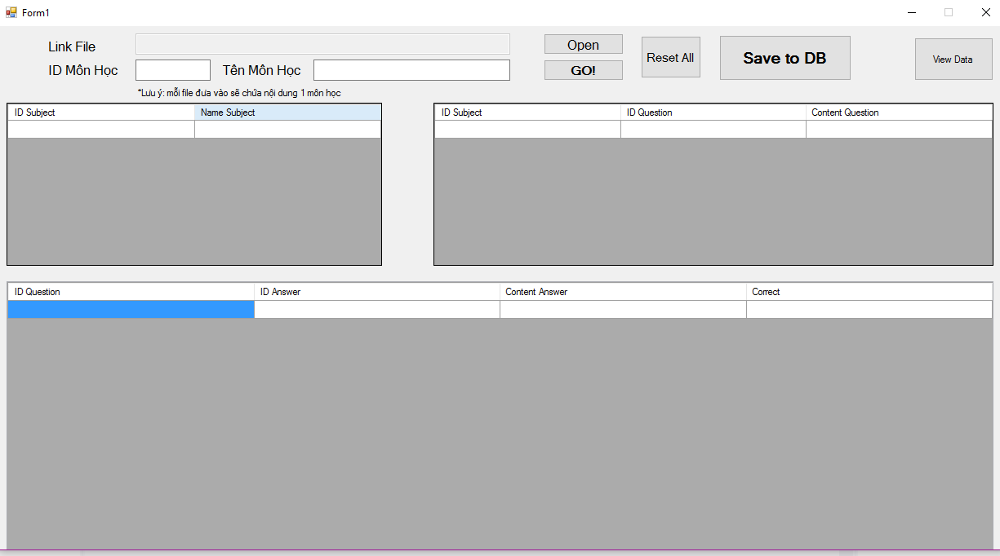 Form1
Link File
Open
Reset All
Save to DB
View Data
ID Môn Học
Tên Môn Học
GO!
*Lưu ý: mỗi file đưa vào sẽ chứa nội dung 1 môn học
ID Subject
Name Subject
ID Subject
ID Question
Content Question
ID Question
ID Answer
Content Answer
Correct